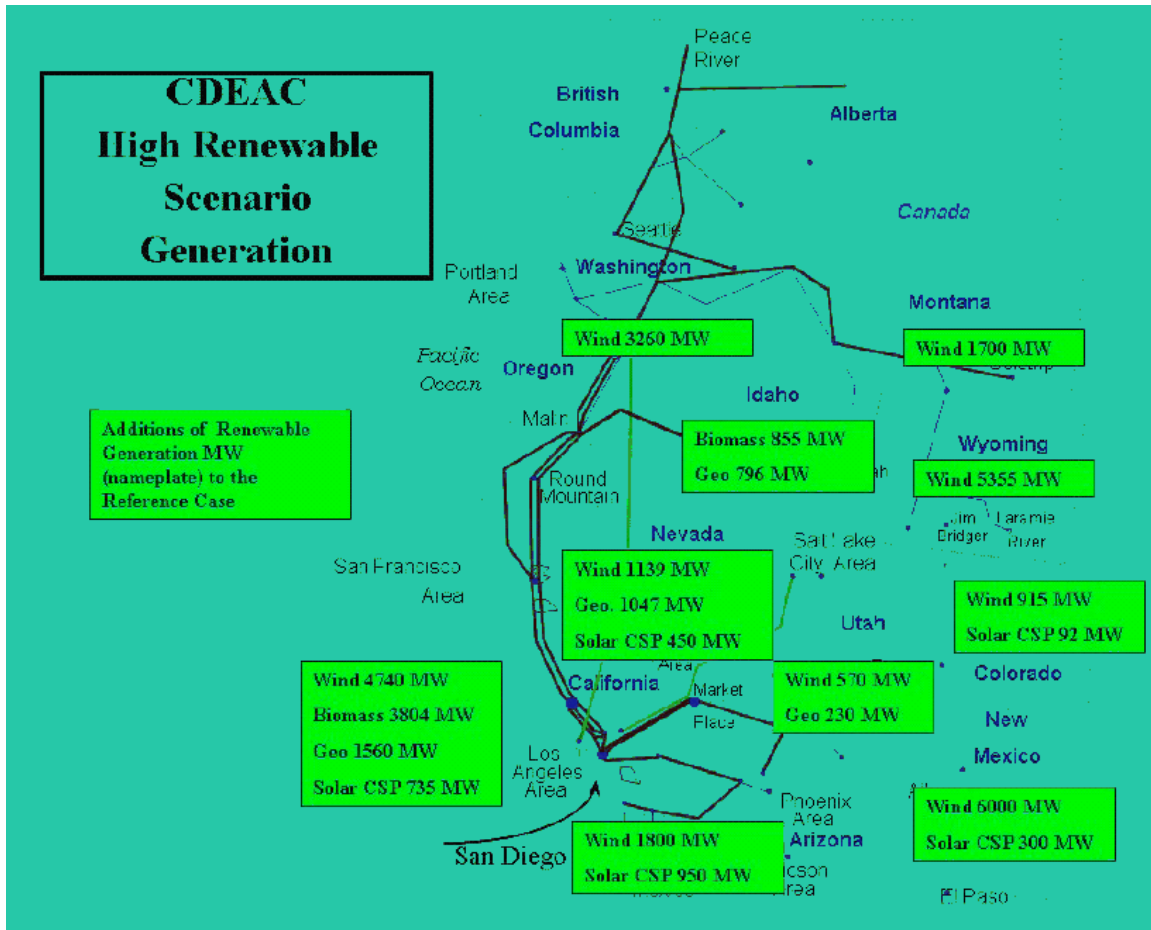 CDEAC
High Renewable
Scenario
Generation
Peace
River
British
Columbia
Alberta
Canada
Seattle
Washington
Portland
Area
Montana
Wind 3260 MW
Wind 1700 MW
Pacific
Ocean
Oregon
Idaho
Malin
Additions of Renewable
Generation MW
(nameplate) to the
Reference Case
Biomass 855 MW
Geo 796 MW
Wyoming
Wind 5355 MW
Round
Mountain
Jim
Bridger
Laramie
River
Nevada
Salt Lake
City Area
San Francisco
Area
Wind 1139 MW
Geo. 1047 MW
Solar CSP 450 MW
Wind 915 MW
Solar CSP 92 MW
Utah
Area
California
Colorado
Wind 4740 MW
Biomass 3804 MW
Geo 1560 MW
Solar CSP 735 MW
Market
Place
Wind 570 MW
Geo 230 MW
New
Mexico
Los
Angeles
Area
Phoenix
Area
Wind 6000 MW
Solar CSP 300 MW
San Diego
Wind 1800 MW
Solar CSP 950 MW
Arizona
Area
El Paso